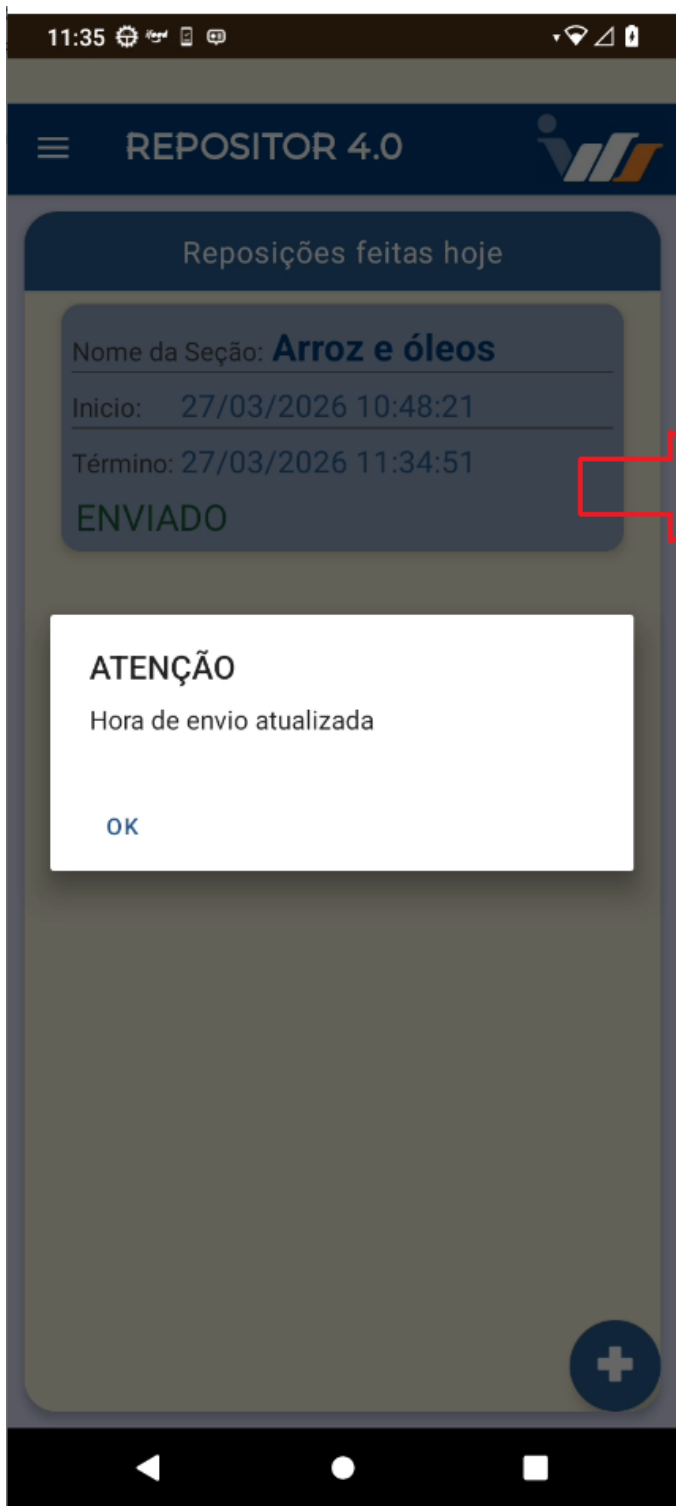 11:35
REPOSITOR 4.0
Reposições feitas hoje
Nome da Seção: Arroz e óleos
Inicio: 27/03/2026 10:48:21
Término: 27/03/2026 11:34:51
ENVIADO
ATENÇÃO
Hora de envio atualizada
OK